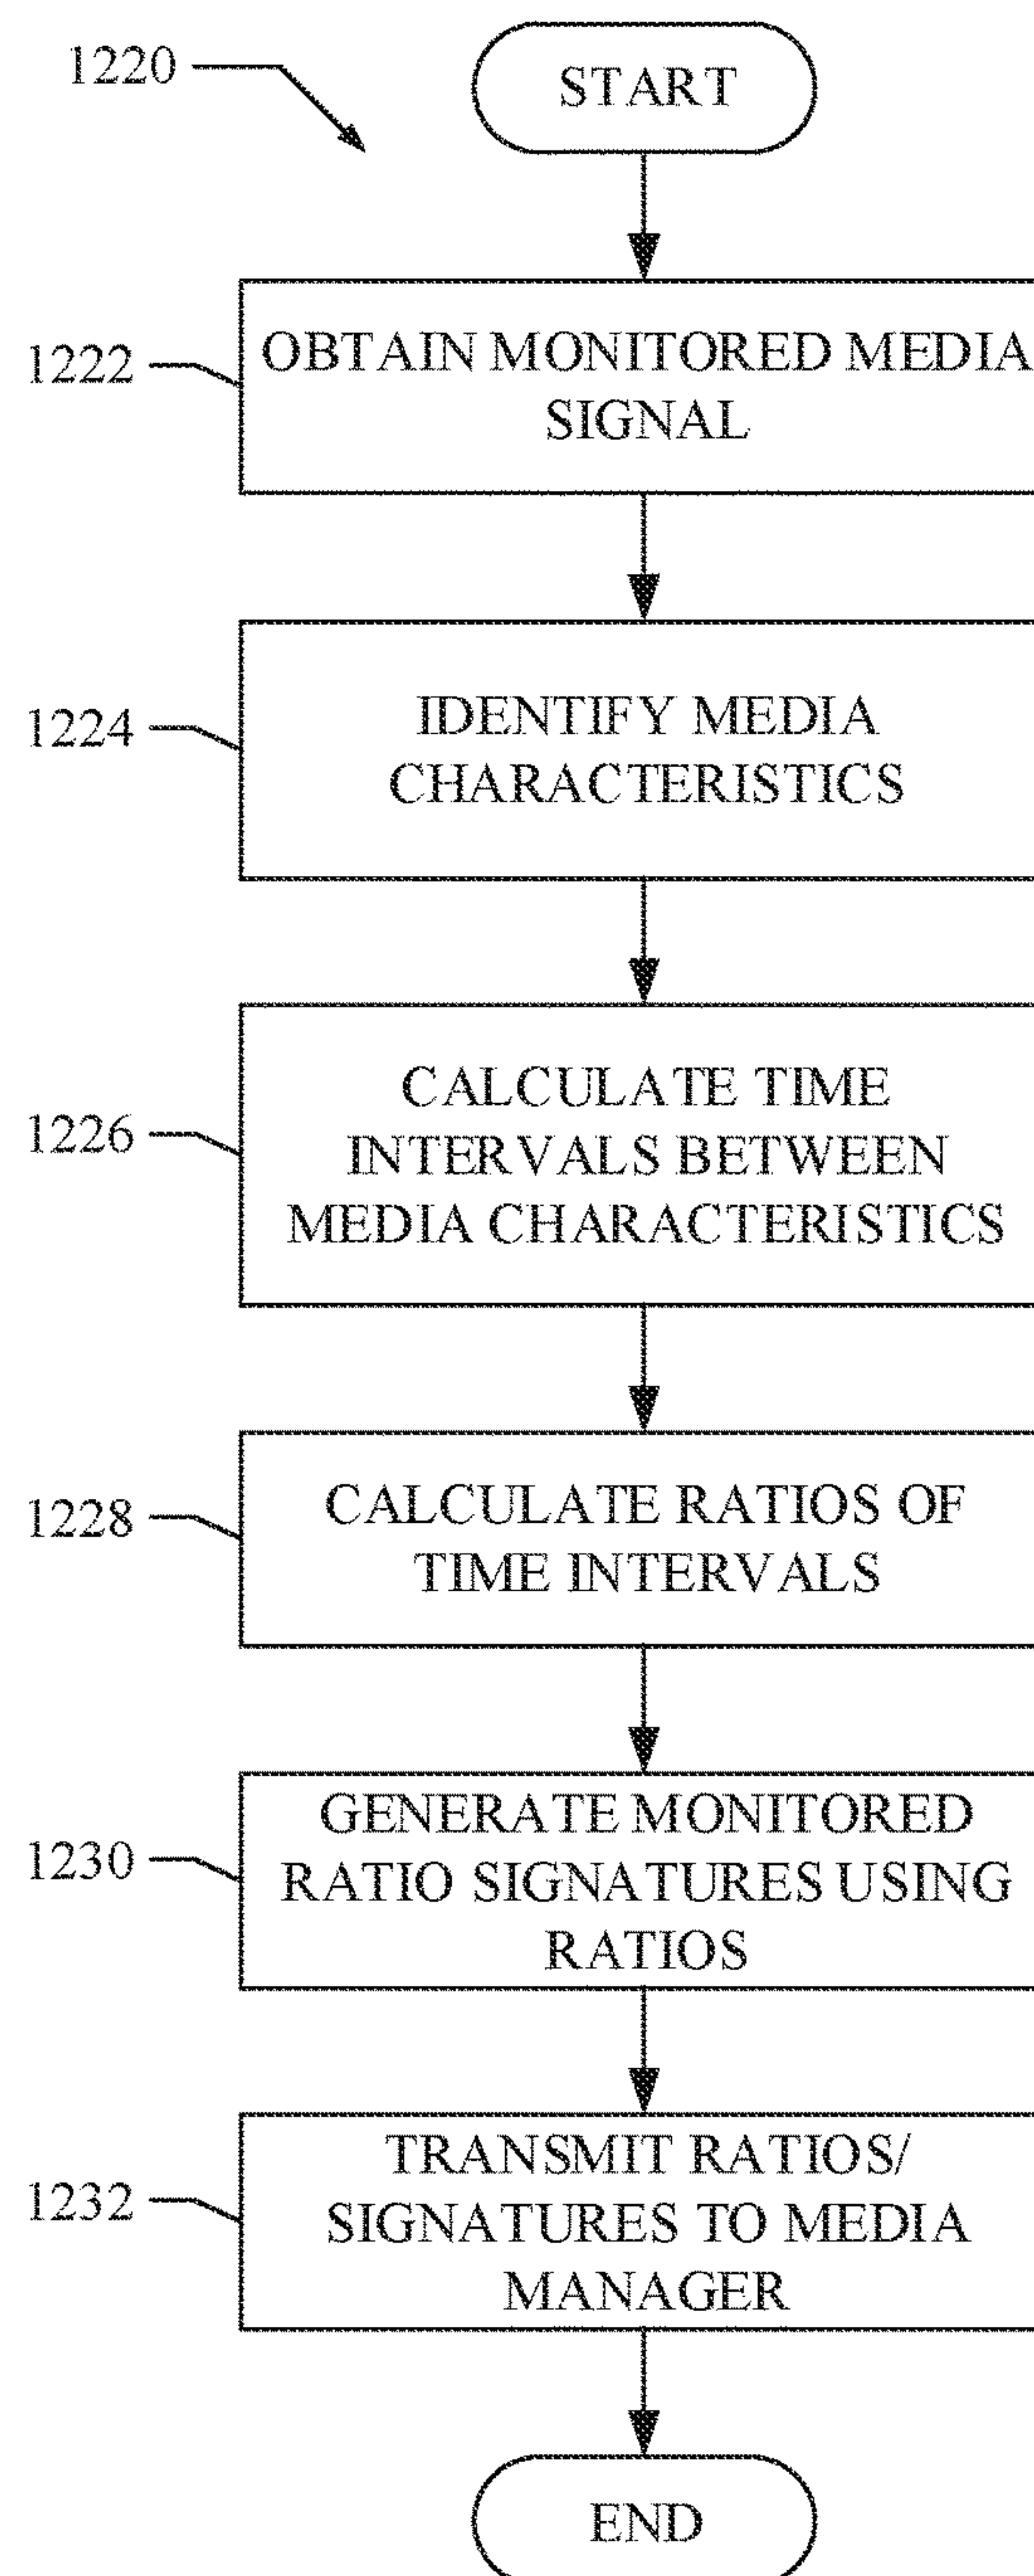 1220
START
1222
OBTAIN MONITORED MEDIA
SIGNAL
1224
IDENTIFY MEDIA
CHARACTERISTICS
1226
CALCULATE TIME
INTERVALS BETWEEN
MEDIA CHARACTERISTICS
1228
CALCULATE RATIOS OF
TIME INTERVALS
1230
GENERATE MONITORED
RATIO SIGNATURES USING
RATIOS
1232
TRANSMIT RATIOS/
SIGNATURES TO MEDIA
MANAGER
END